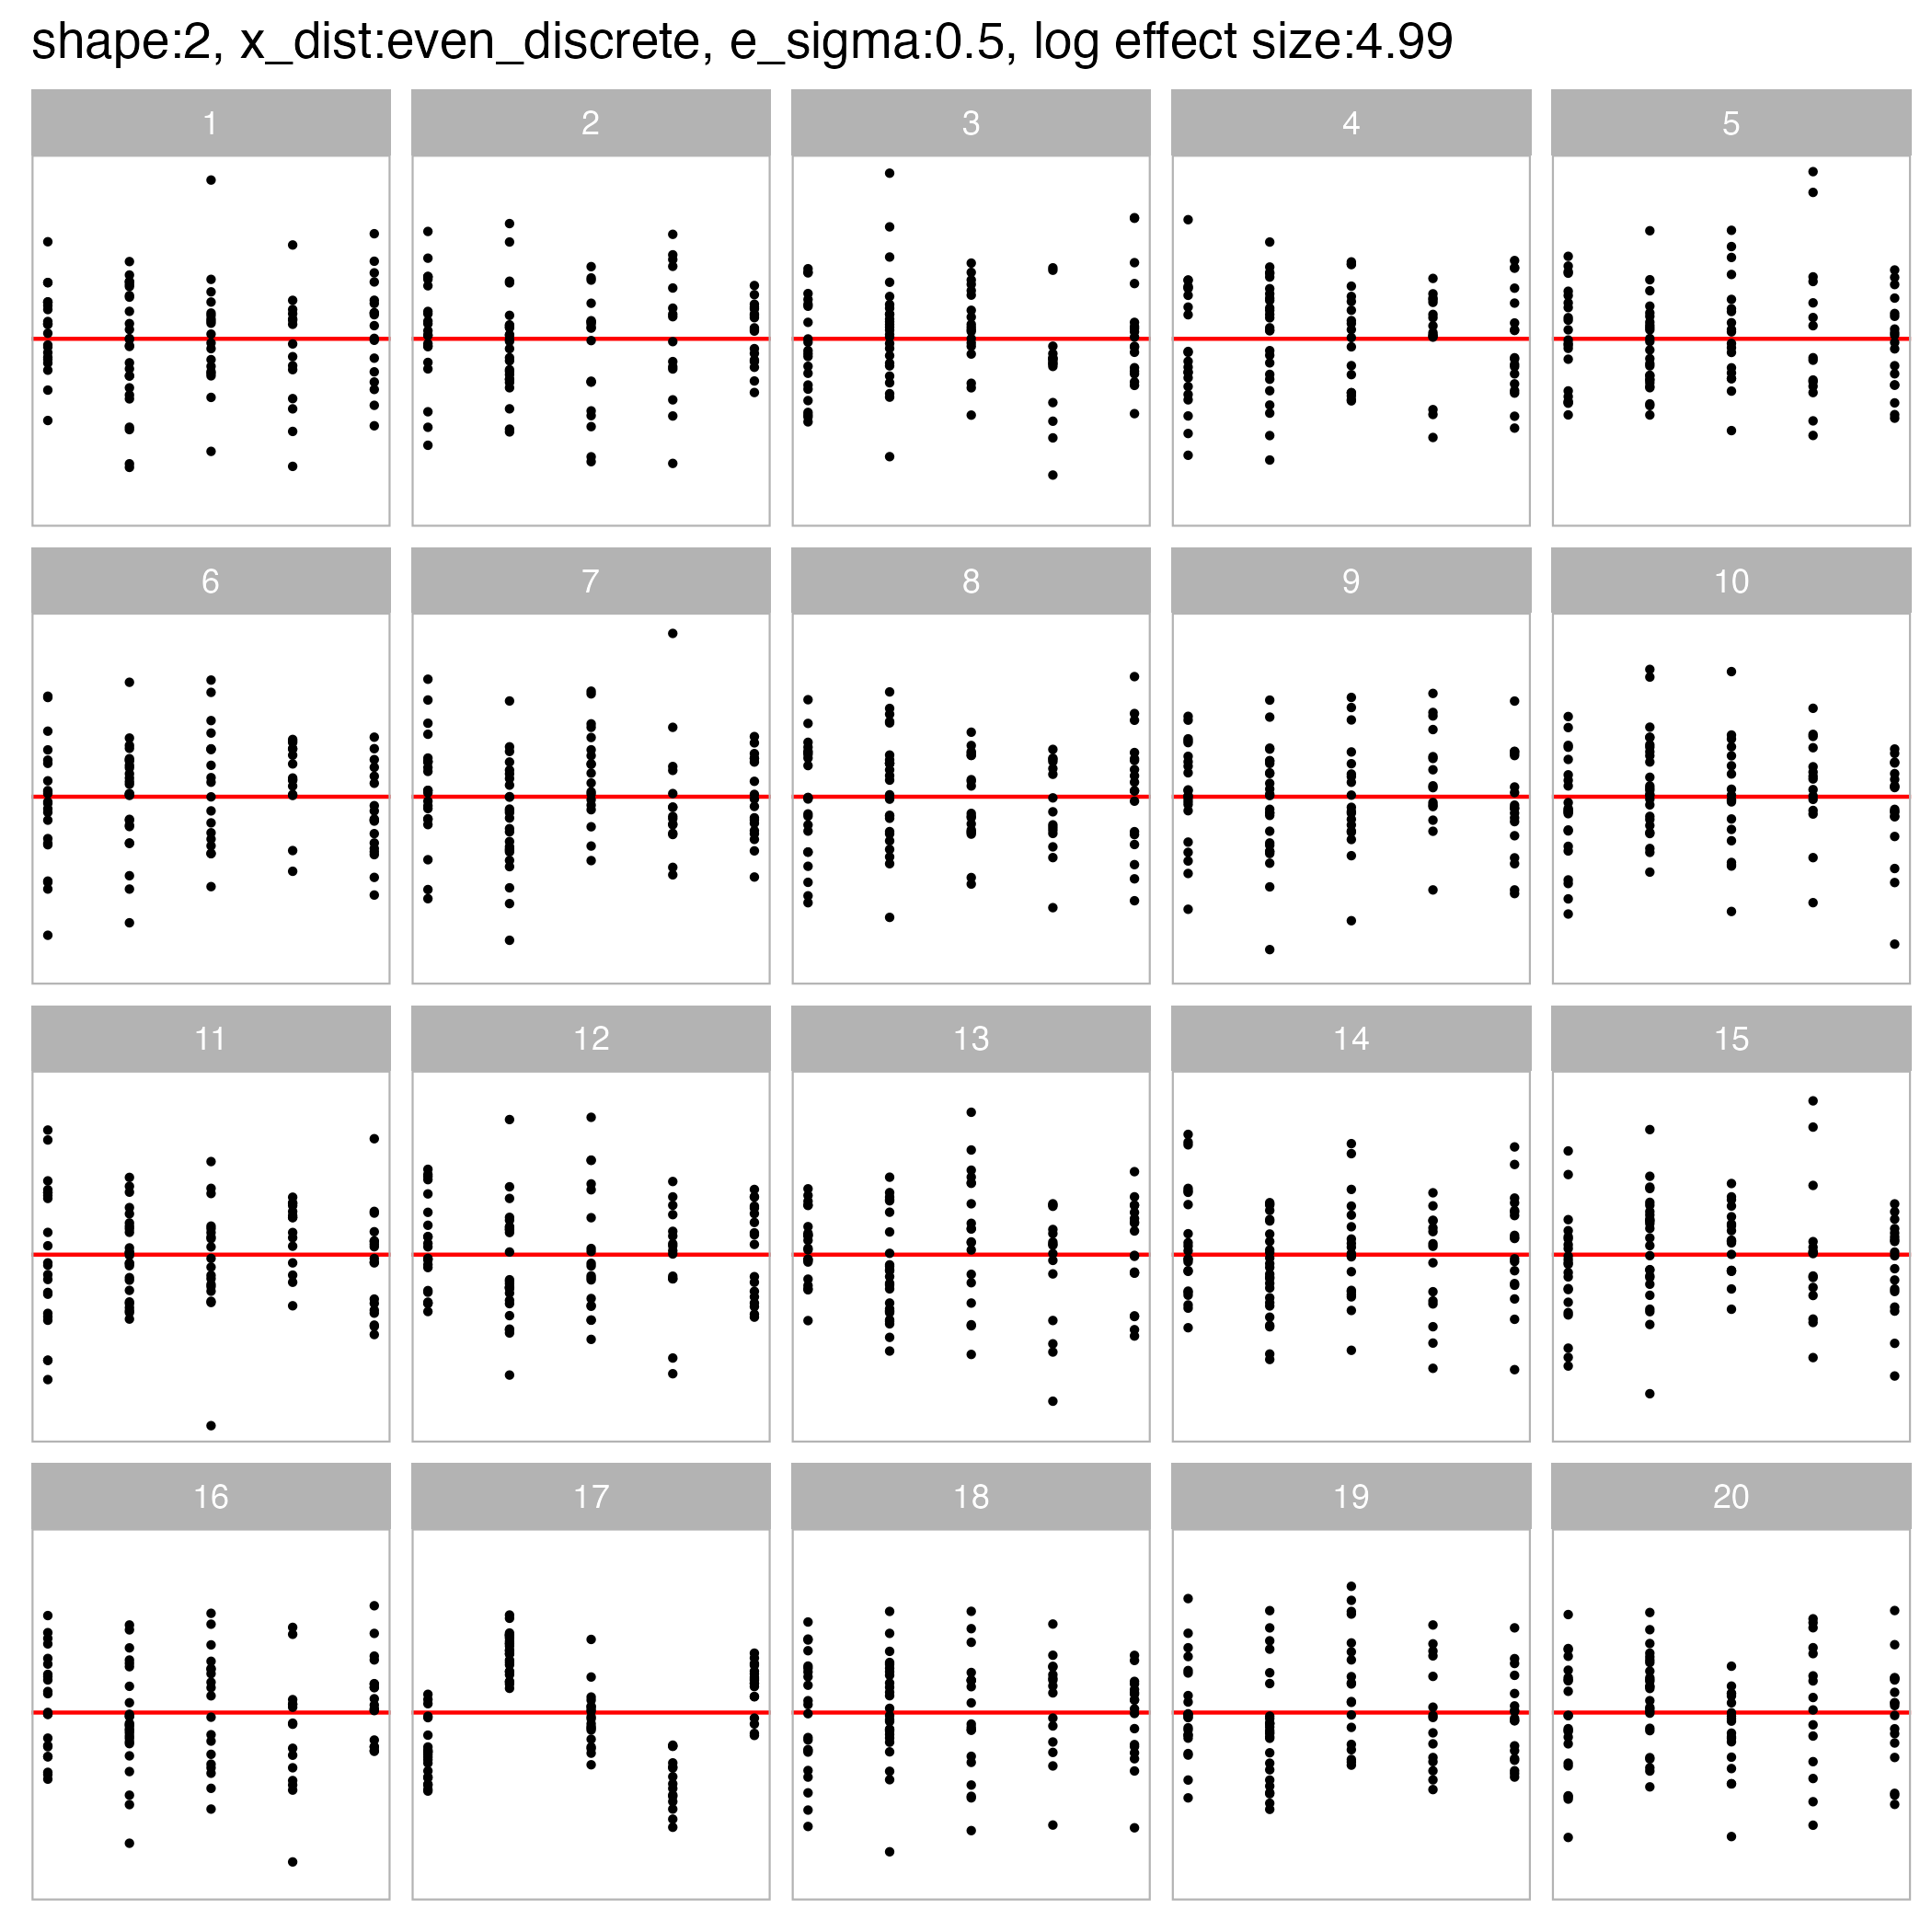 shape:2, x_dist:even_discrete, e_sigma:0.5, log effect size:4.99
1 2 3 4 5
6 7 8 9 10
11 12 13 14 15
16 17 18 19 20